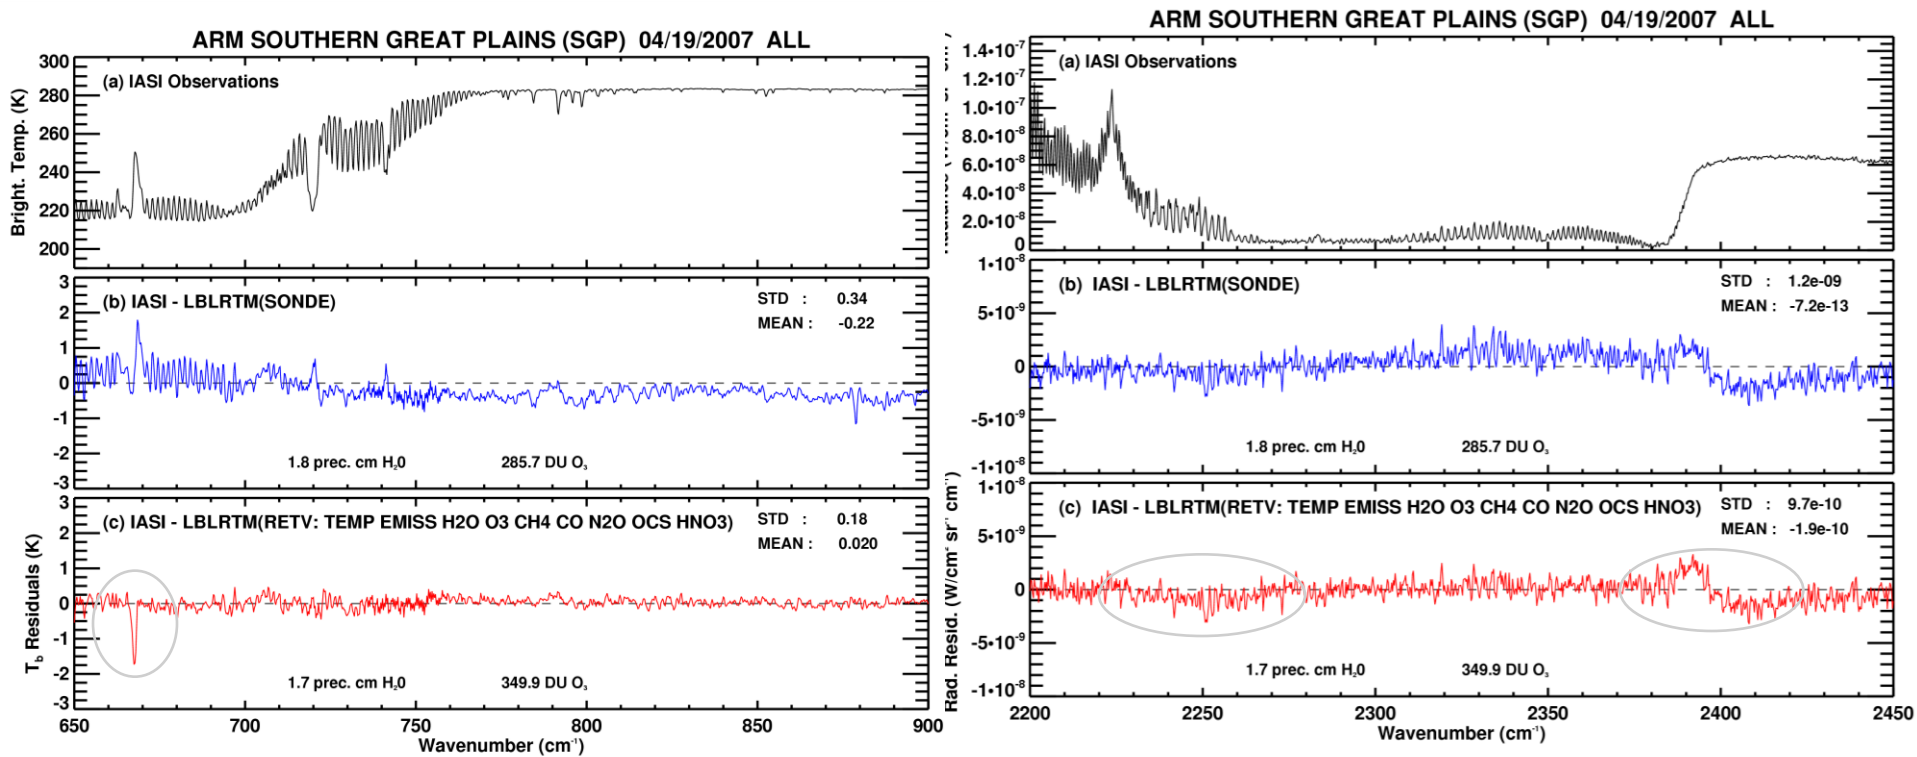 ARM SOUTHERN GREAT PLAINS (SGP) 04/19/2007 ALL
(a) IASI Observations
Bright. Temp. (K)
300
280
260
240
220
200
(b) IASI - LBLRTM(SONDE)
STD : 0.34
MEAN : -0.22
3
2
1
0
-1
-2
-3
1.8 prec. cm H₂0 285.7 DU O₃
(c) IASI - LBLRTM(RETV: TEMP EMISS H2O O3 CH4 CO N2O OCS HNO3)
STD : 0.18
MEAN : 0.020
T_b Residuals (K)
3
2
1
0
-1
-2
-3
1.7 prec. cm H₂0 349.9 DU O₃
650 700 750 800 850 900
Wavenumber (cm⁻¹)
ARM SOUTHERN GREAT PLAINS (SGP) 04/19/2007 ALL
(a) IASI Observations
1.4•10⁻⁷
1.2•10⁻⁷
1.0•10⁻⁷
8.0•10⁻⁸
6.0•10⁻⁸
4.0•10⁻⁸
2.0•10⁻⁸
0
(b) IASI - LBLRTM(SONDE)
STD : 1.2e-09
MEAN : -7.2e-13
1•10⁻⁸
5•10⁻⁹
0
-5•10⁻⁹
-1•10⁻⁸
1.8 prec. cm H₂0 285.7 DU O₃
(c) IASI - LBLRTM(RETV: TEMP EMISS H2O O3 CH4 CO N2O OCS HNO3)
STD : 9.7e-10
MEAN : -1.9e-10
Rad. Resid. (W/cm² sr⁻¹ cm⁻¹)
1•10⁻⁸
5•10⁻⁹
0
-5•10⁻⁹
-1•10⁻⁸
1.7 prec. cm H₂0 349.9 DU O₃
2200 2250 2300 2350 2400 2450
Wavenumber (cm⁻¹)